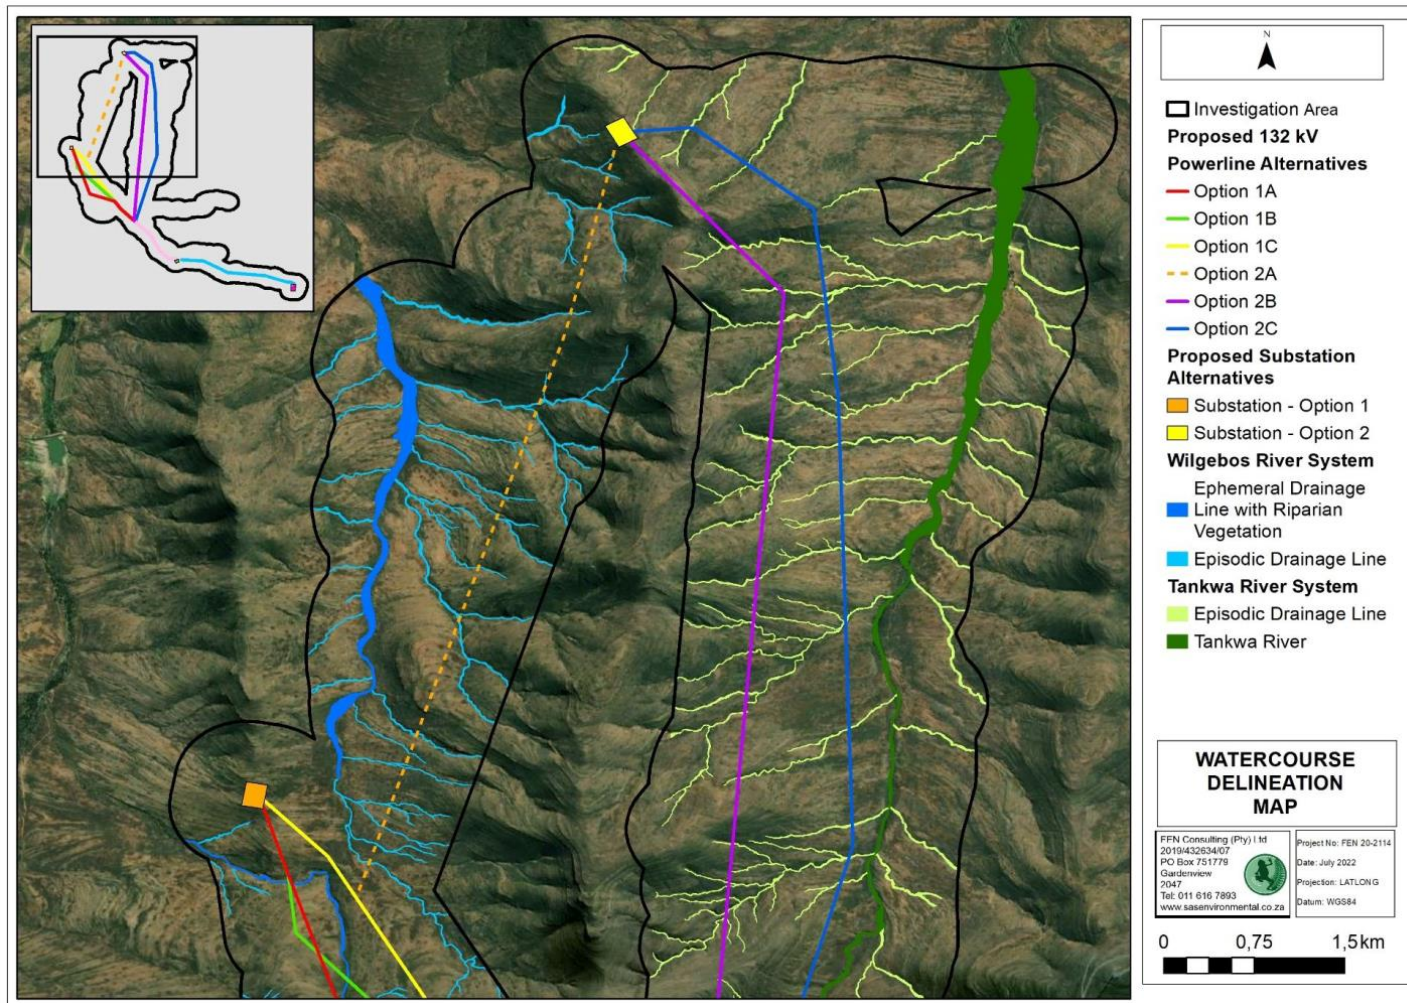 N
Investigation Area
Proposed 132 kV
Powerline Alternatives
Option 1A
Option 1B
Option 1C
Option 2A
Option 2B
Option 2C
Proposed Substation
Alternatives
Substation - Option 1
Substation - Option 2
Wilgebos River System
Ephemeral Drainage
Line with Riparian
Vegetation
Episodic Drainage Line
Tankwa River System
Episodic Drainage Line
Tankwa River
WATERCOURSE
DELINEATION
MAP
FEN Consulting (Pty) Ltd
2019/432634/07
PO Box 751779
Gardenview
2047
Tel: 011 616 7893
www.sasenvironmental.co.za
Project No: FEN 20-2114
Date: July 2022
Projection: LATLONG
Datum: WGS84
0 0,75 1,5 km